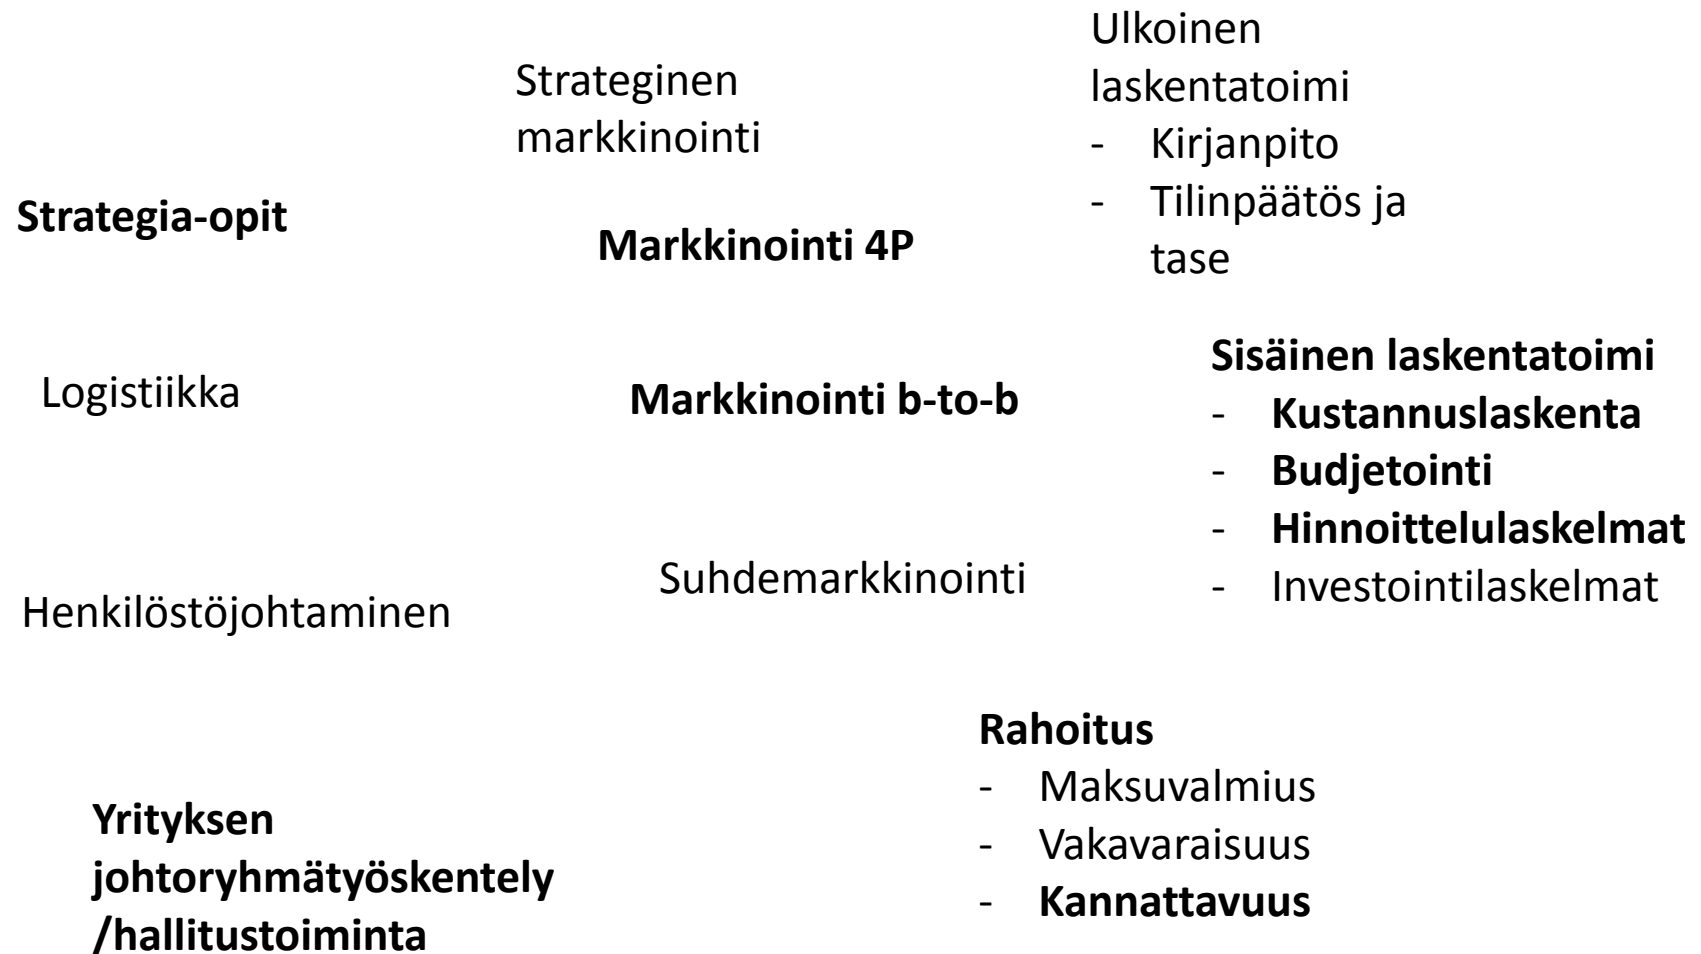 Strategia-opit
Logistiikka
Henkilöstöjohtaminen
Yrityksen
johtoryhmätyöskentely
/hallitustoiminta
Strateginen
markkinointi
Markkinointi 4P
Markkinointi b-to-b
Suhdemarkkinointi
Ulkoinen
laskentatoimi
- Kirjanpito
- Tilinpäätös ja
tase
Sisäinen laskentatoimi
- Kustannuslaskenta
- Budjetointi
- Hinnoittelulaskelmat
- Investointilaskelmat
Rahoitus
- Maksuvalmius
- Vakavaraisuus
- Kannattavuus